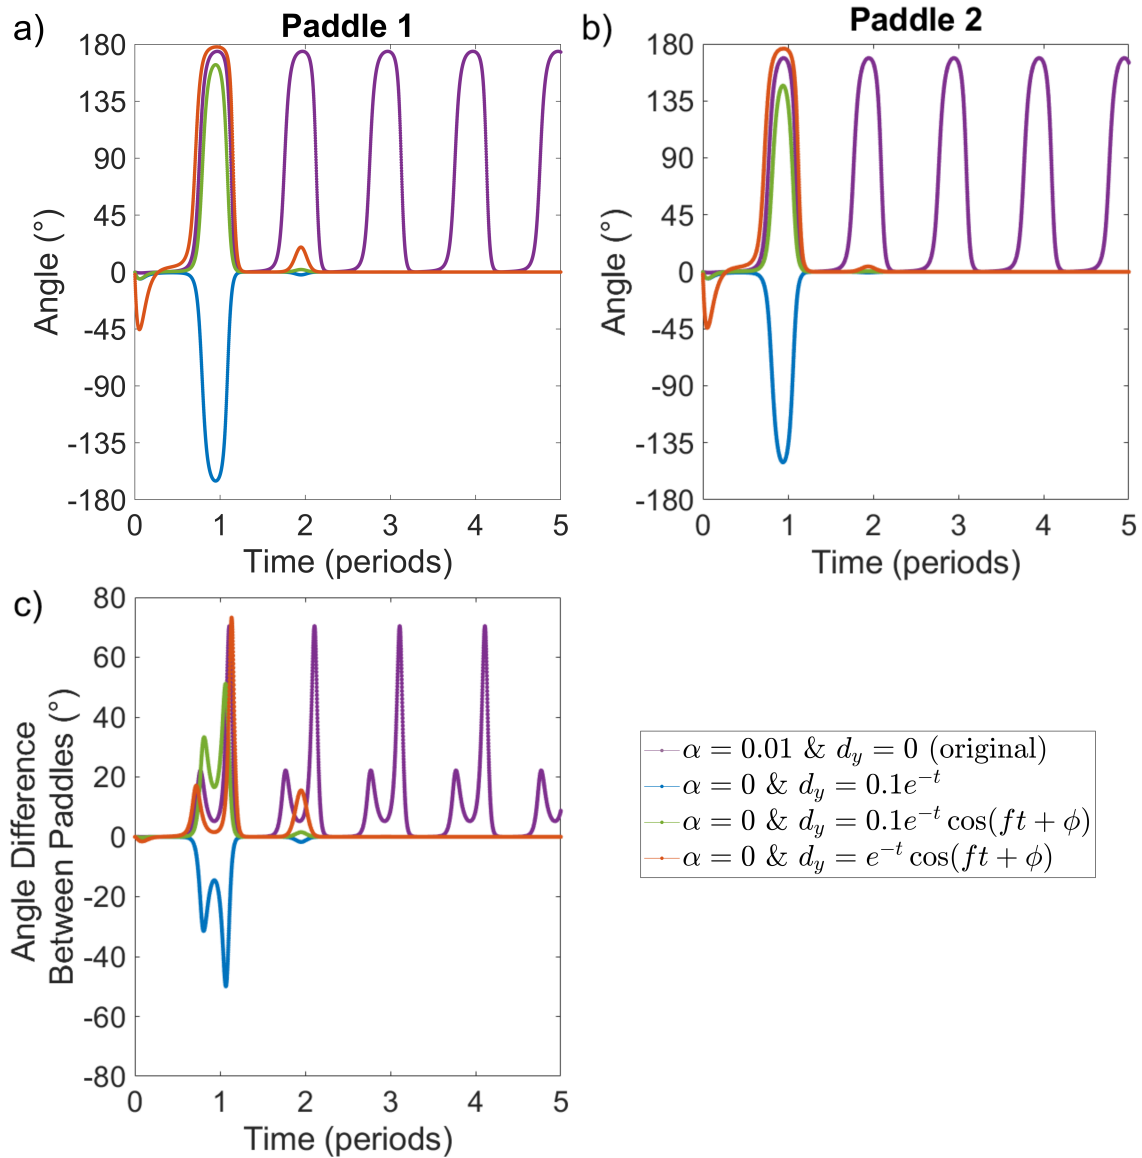 a)
Paddle 1
180
135
90
45
0
-45
-90
-135
-180
Angle (°)
0 1 2 3 4 5
Time (periods)
b)
Paddle 2
180
135
90
45
0
-45
-90
-135
-180
Angle (°)
0 1 2 3 4 5
Time (periods)
c)
80
60
40
20
0
-20
-40
-60
-80
Angle Difference
Between Paddles (°)
0 1 2 3 4 5
Time (periods)
α = 0.01 & d_y = 0 (original)
α = 0 & d_y = 0.1e^{-t}
α = 0 & d_y = 0.1e^{-t} cos(ft + ϕ)
α = 0 & d_y = e^{-t} cos(ft + ϕ)